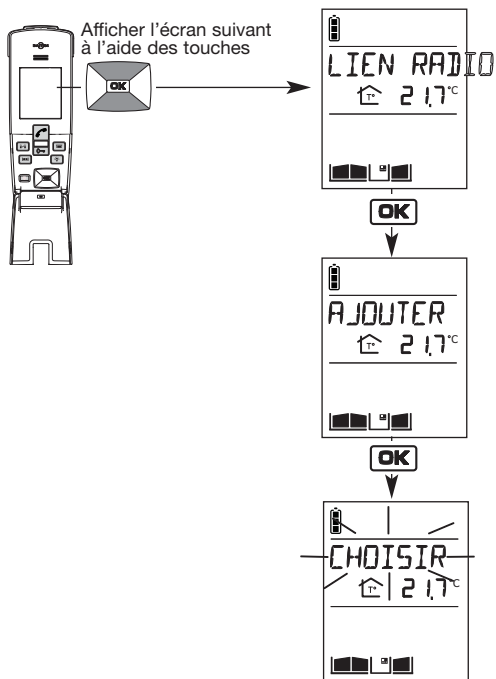 Afficher l'écran suivant
à l'aide des touches
OK
LIEN RADIO
T° 21,7°C
OK
AJOUTER
T° 21,7°C
OK
CHOISIR
T° 21,7°C